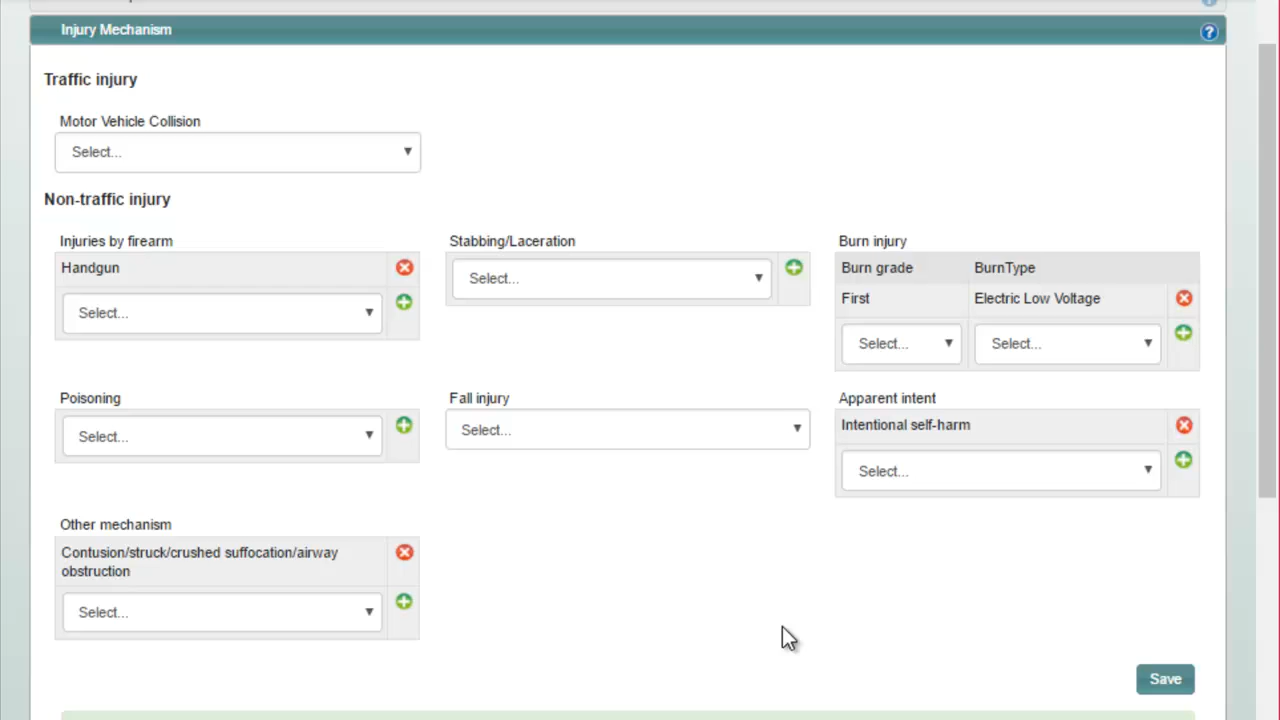 Injury Mechanism
?
Traffic injury
Motor Vehicle Collision
Select...
Non-traffic injury
Injuries by firearm
Handgun
Select...
Stabbing/Laceration
Select...
Burn injury
Burn grade BurnType
First Electric Low Voltage
Select... Select...
Poisoning
Select...
Fall injury
Select...
Apparent intent
Intentional self-harm
Select...
Other mechanism
Contusion/struck/crushed suffocation/airway
obstruction
Select...
Save